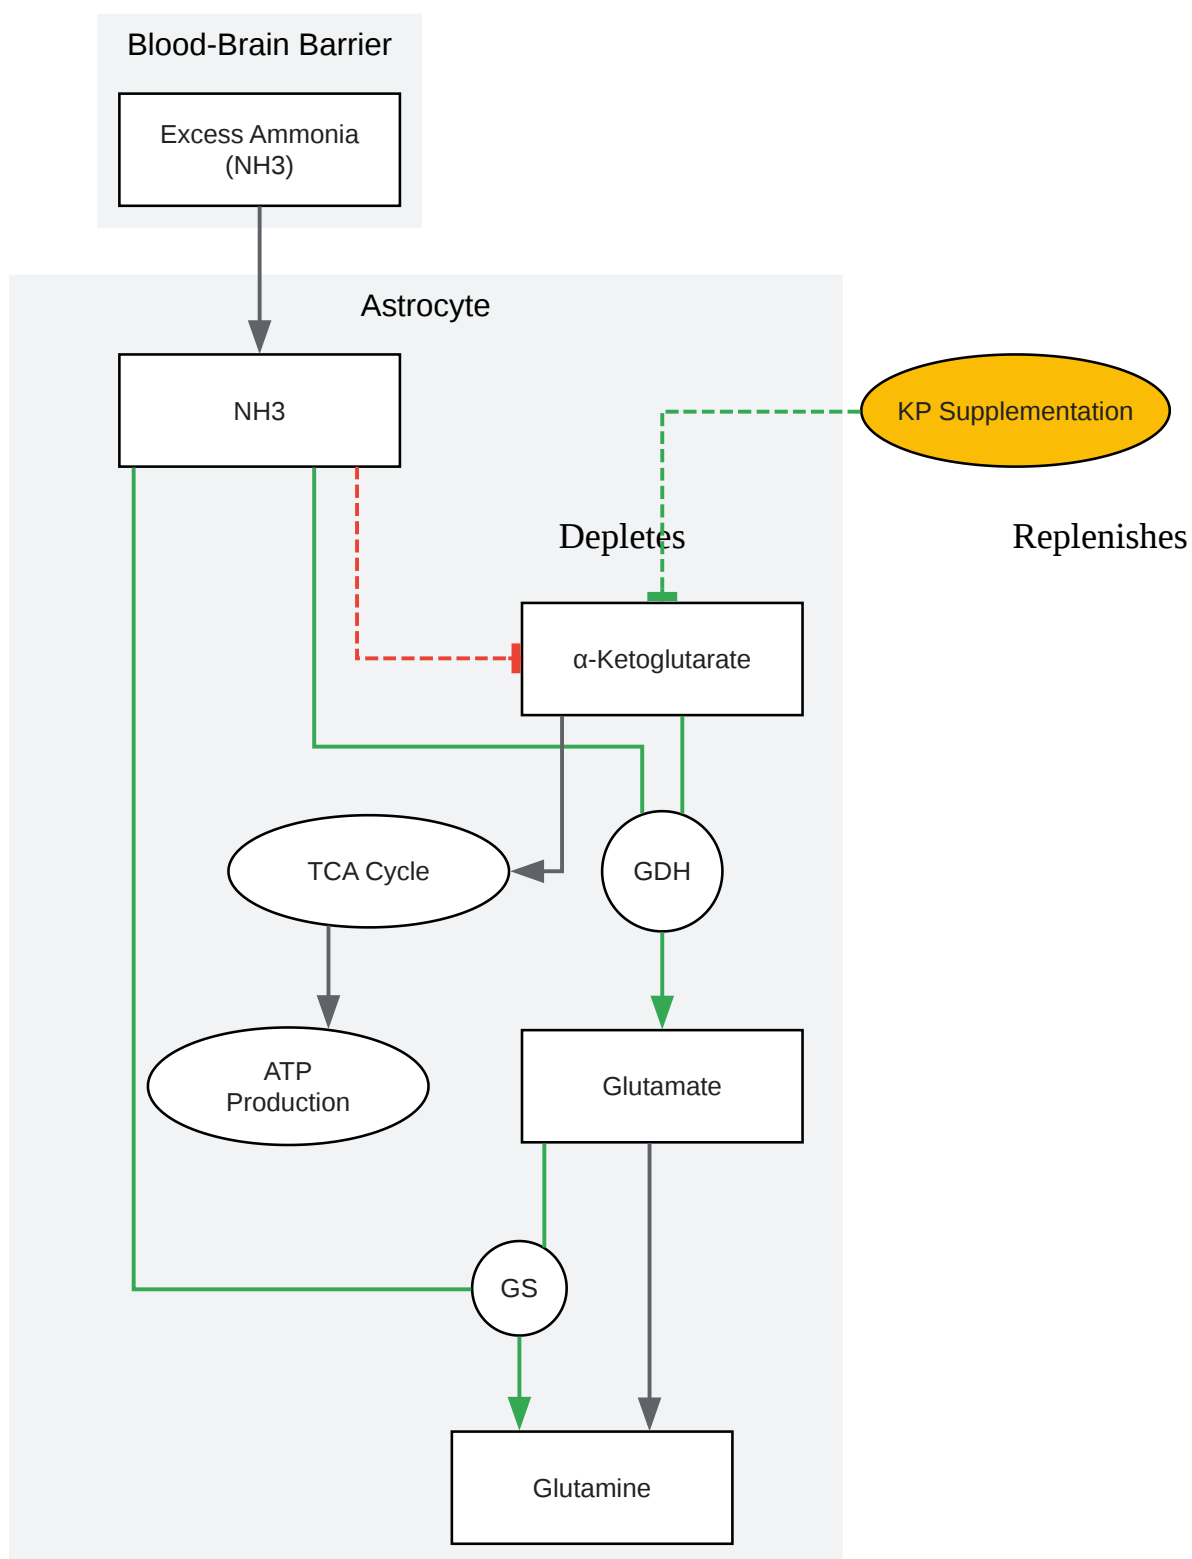 Blood-Brain Barrier
Excess Ammonia
(NH3)
Astrocyte
NH3
KP Supplementation
Depletes
Replenishes
α-Ketoglutarate
TCA Cycle
GDH
ATP
Production
Glutamate
GS
Glutamine